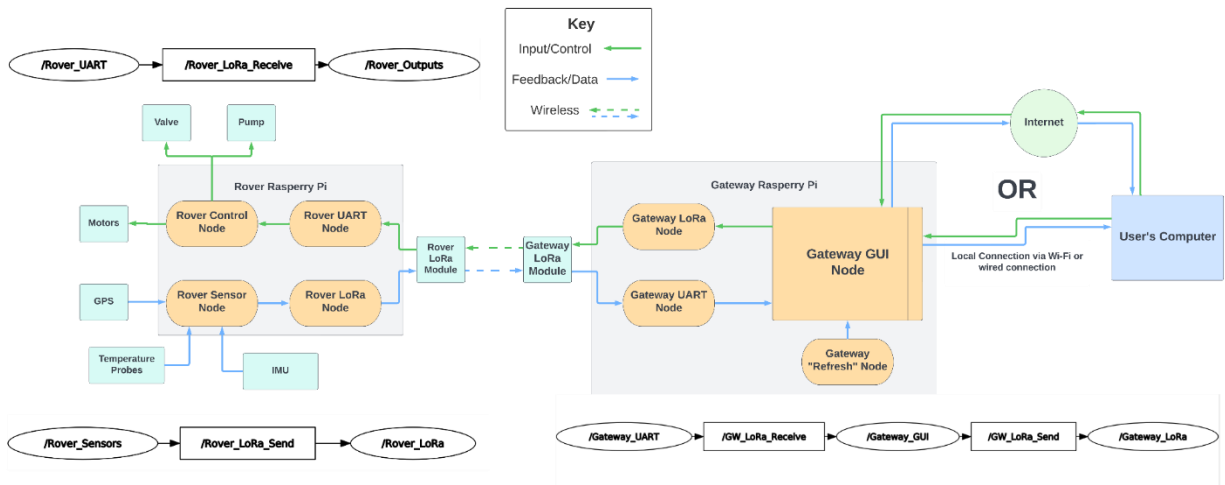 Key
Input/Control
Feedback/Data
Wireless
/Rover_UART
/Rover_LoRa_Receive
/Rover_Outputs
Valve
Pump
Rover Rasperry Pi
Motors
Rover Control
Node
Rover UART
Node
GPS
Rover Sensor
Node
Rover LoRa
Node
Temperature
Probes
IMU
Rover
LoRa
Module
Gateway
LoRa
Module
Gateway Rasperry Pi
Gateway LoRa
Node
Gateway UART
Node
Gateway GUI
Node
Gateway
"Refresh" Node
Internet
OR
Local Connection via Wi-Fi or
wired connection
User's Computer
/Rover_Sensors
/Rover_LoRa_Send
/Rover_LoRa
/Gateway_UART
/GW_LoRa_Receive
/Gateway_GUI
/GW_LoRa_Send
/Gateway_LoRa